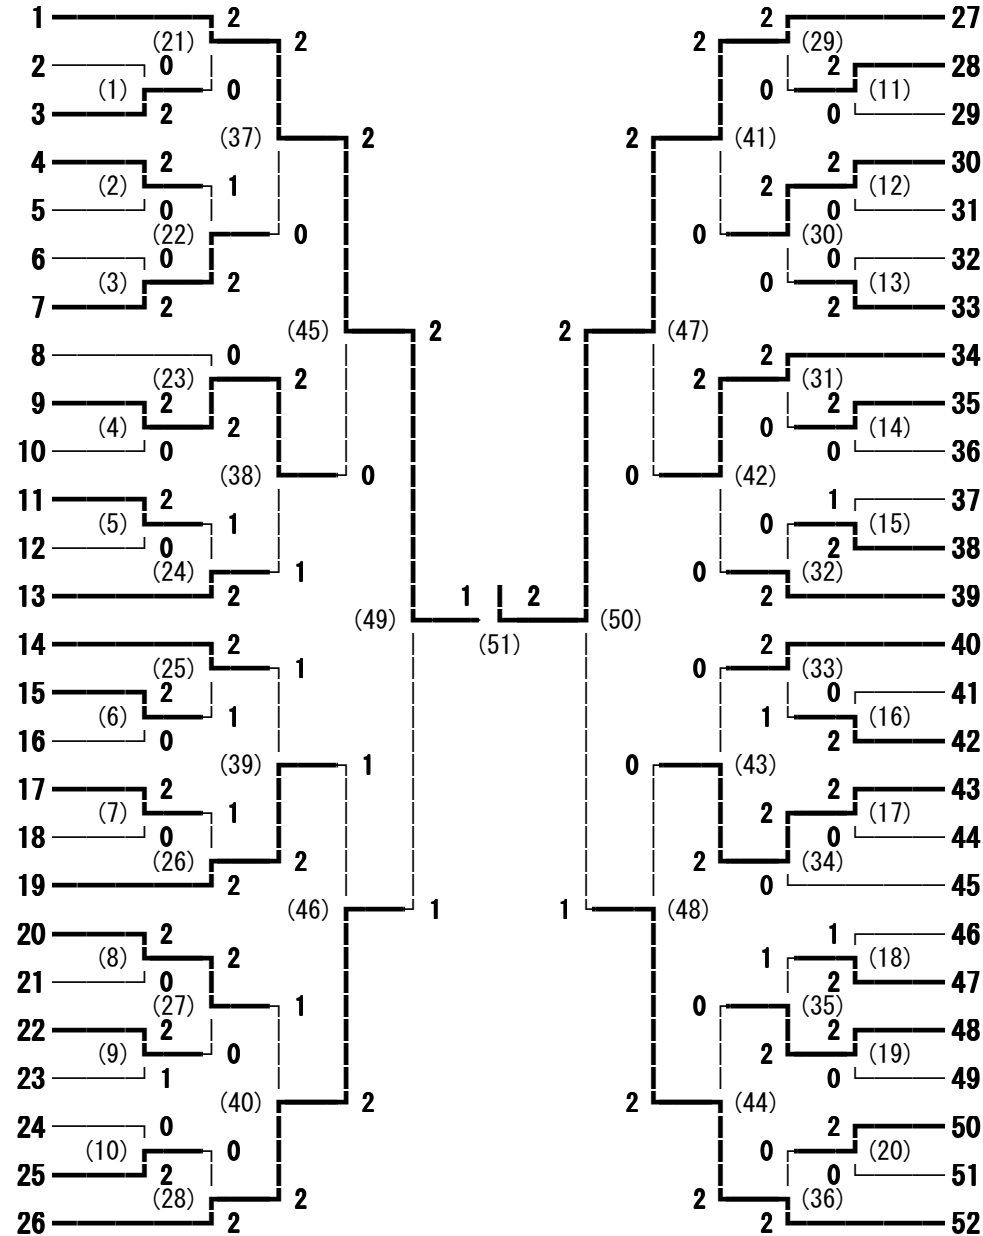 1 2 2 27
(21) 2 2 (29)
2 0 2 28
(1) 0 0 (11)
3 2 0 29
(37) 2 2 (41)
4 2 2 30
(2) 1 2 (12)
5 0 0 31
(22) 0 0 (30)
6 0 0 32
(3) 2 0 (13)
7 2 2 33
(45) 2 2 (47)
8 0 2 34
(23) 2 2 (31)
9 2 2 35
(4) 2 0 (14)
10 0 0 36
(38) 0 0 (42)
11 2 1 37
(5) 1 0 (15)
12 0 2 38
(24) 1 0 (32)
13 2 1 2 2 39
(49) (51) (50)
14 2 2 40
(25) 1 0 (33)
15 2 0 41
(6) 1 1 (16)
16 0 2 42
(39) 1 0 (43)
17 2 2 43
(7) 1 2 (17)
18 0 0 44
(26) 2 2 (34)
19 2 0 45
(46) 1 1 (48)
20 2 1 46
(8) 2 1 (18)
21 0 2 47
(27) 1 0 (35)
22 2 2 48
(9) 0 2 (19)
23 1 0 49
(40) 2 2 (44)
24 0 2 50
(10) 0 0 (20)
25 2 0 51
(28) 2 2 (36)
26 2 2 52